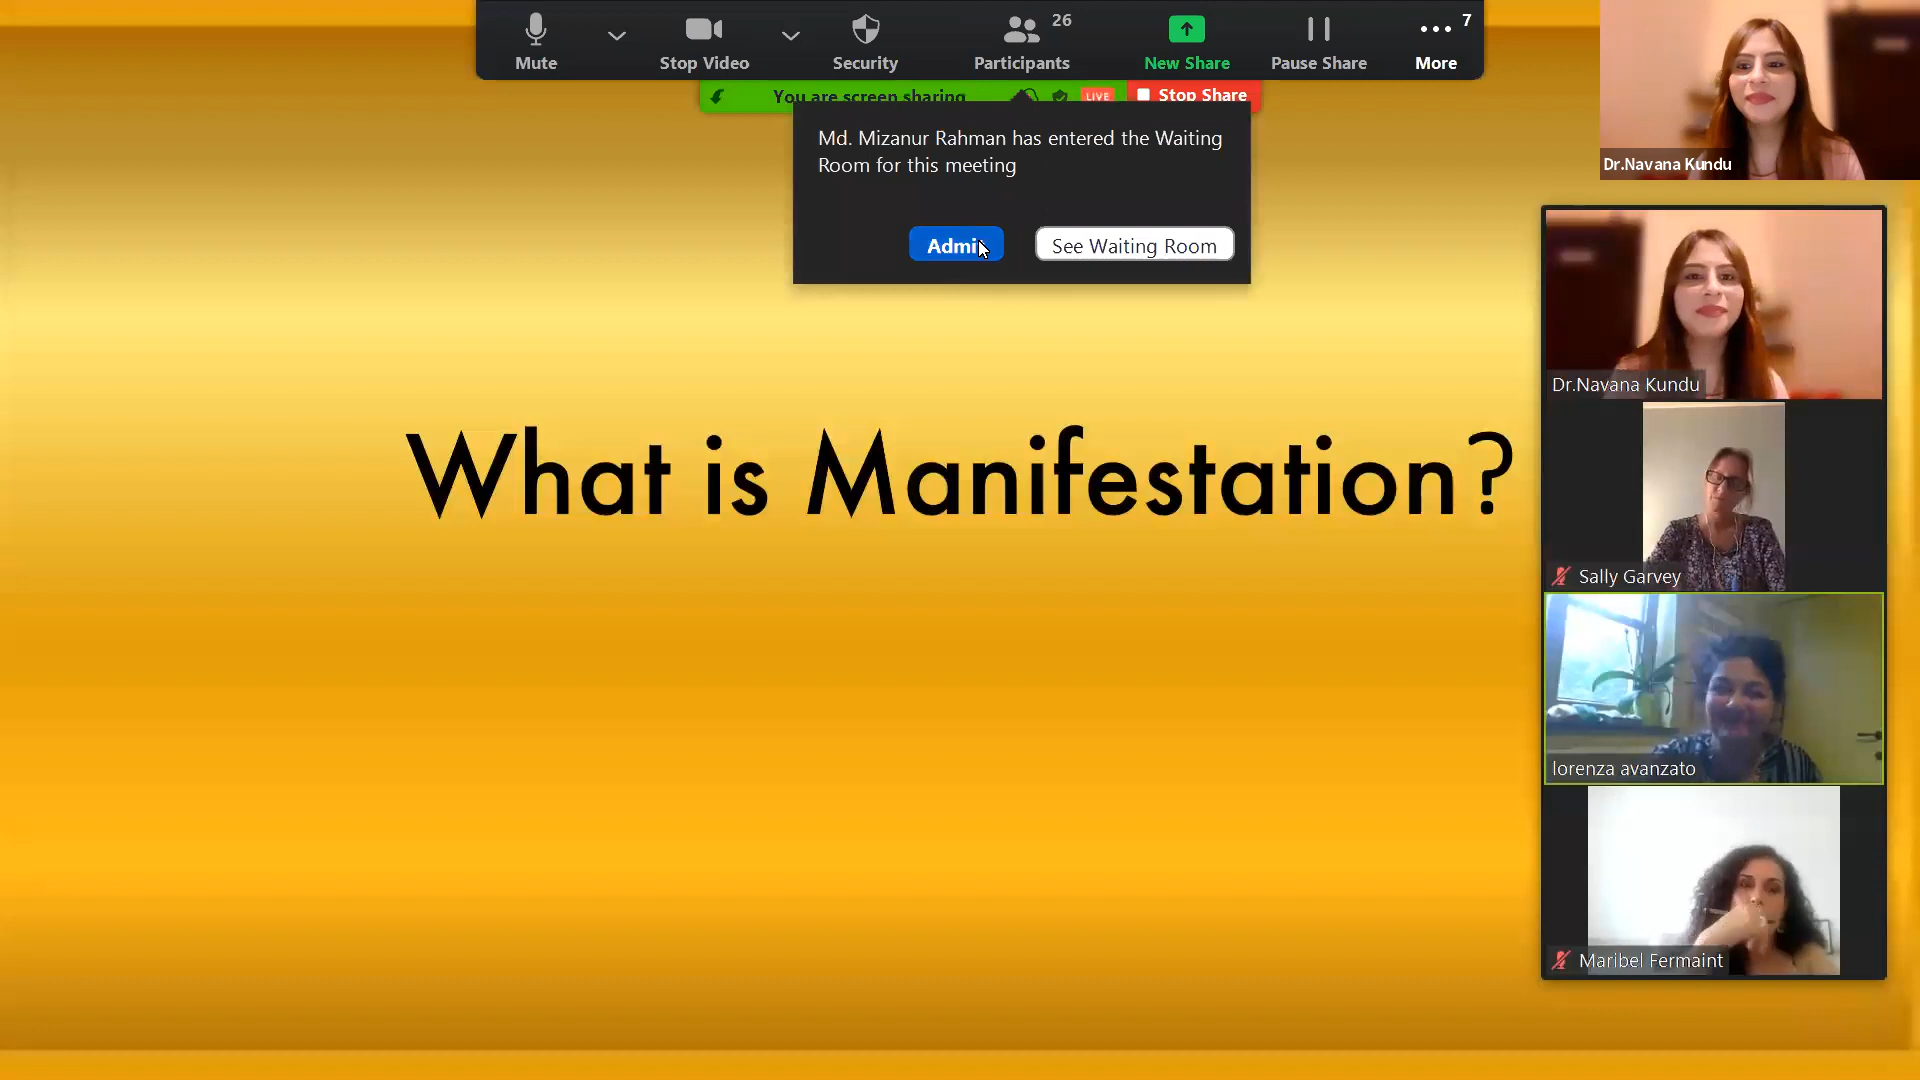 26
7
Mute
Stop Video
Security
Participants
New Share
Pause Share
More
You are screen sharing
LIVE
Stop Share
Md. Mizanur Rahman has entered the Waiting
Room for this meeting
Admi
See Waiting Room
Dr.Navana Kundu
What is Manifestation?
Dr.Navana Kundu
Sally Garvey
lorenza avanzato
Maribel Fermaint